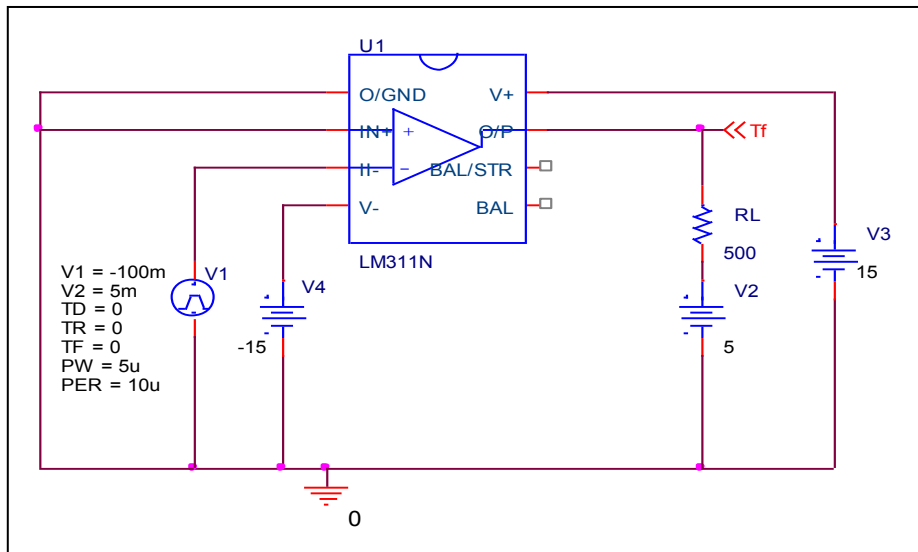 U1
O/GND
V+
IN+
+
O/P
Tf
-
BAL/STR
V-
BAL
RL
LM311N
500
V3
15
V1 = -100m
V2 = 5m
TD = 0
TR = 0
TF = 0
PW = 5u
PER = 10u
V1
V4
-15
V2
5
0